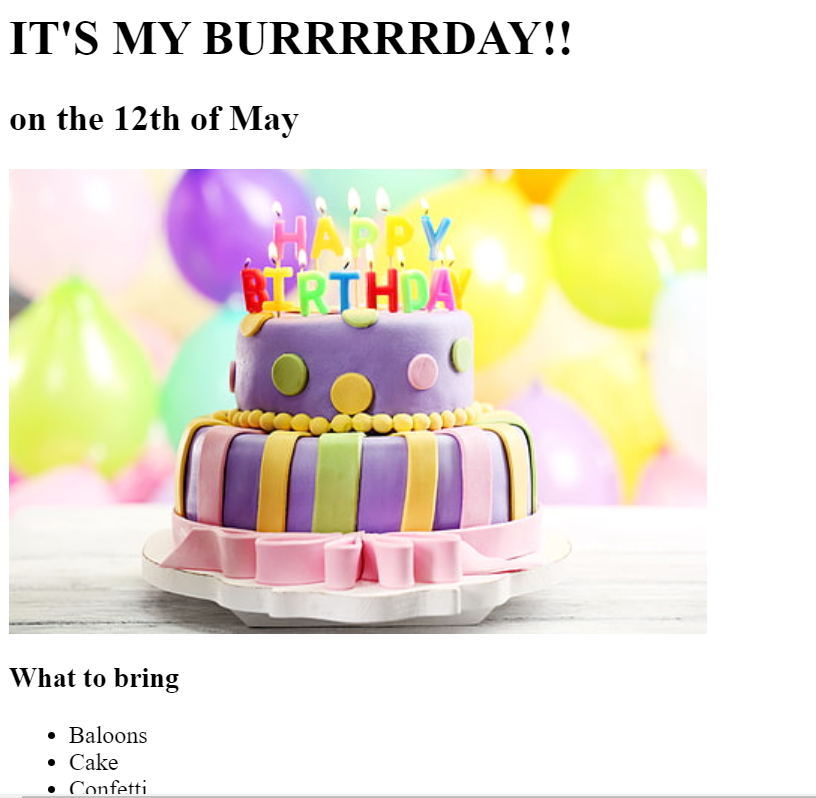 IT'S MY BURRRRRDAY!!
on the 12th of May
HAPPY
BIRTHDAY
What to bring
Baloons
Cake
Confetti